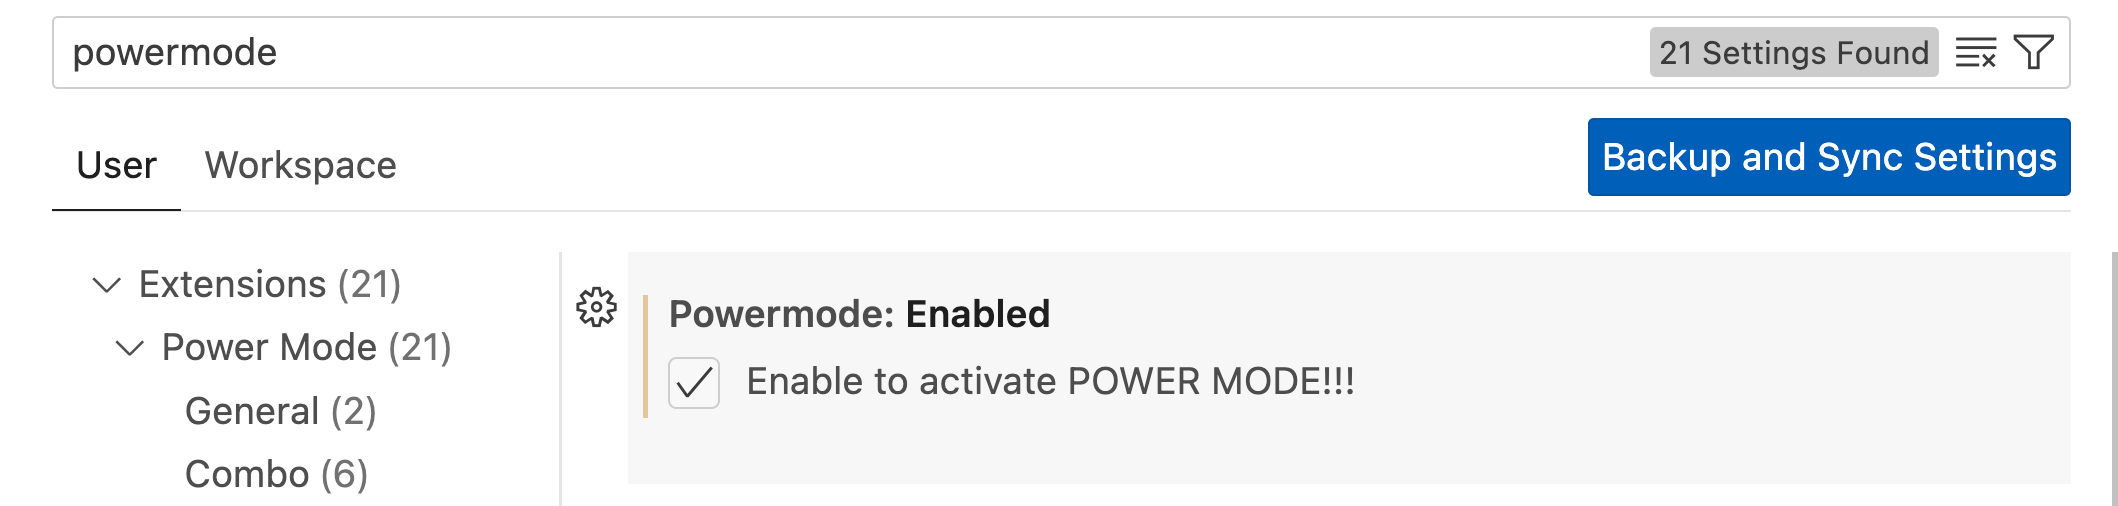 powermode
21 Settings Found
User
Workspace
Backup and Sync Settings
Extensions (21)
Power Mode (21)
General (2)
Combo (6)
Powermode: Enabled
Enable to activate POWER MODE!!!